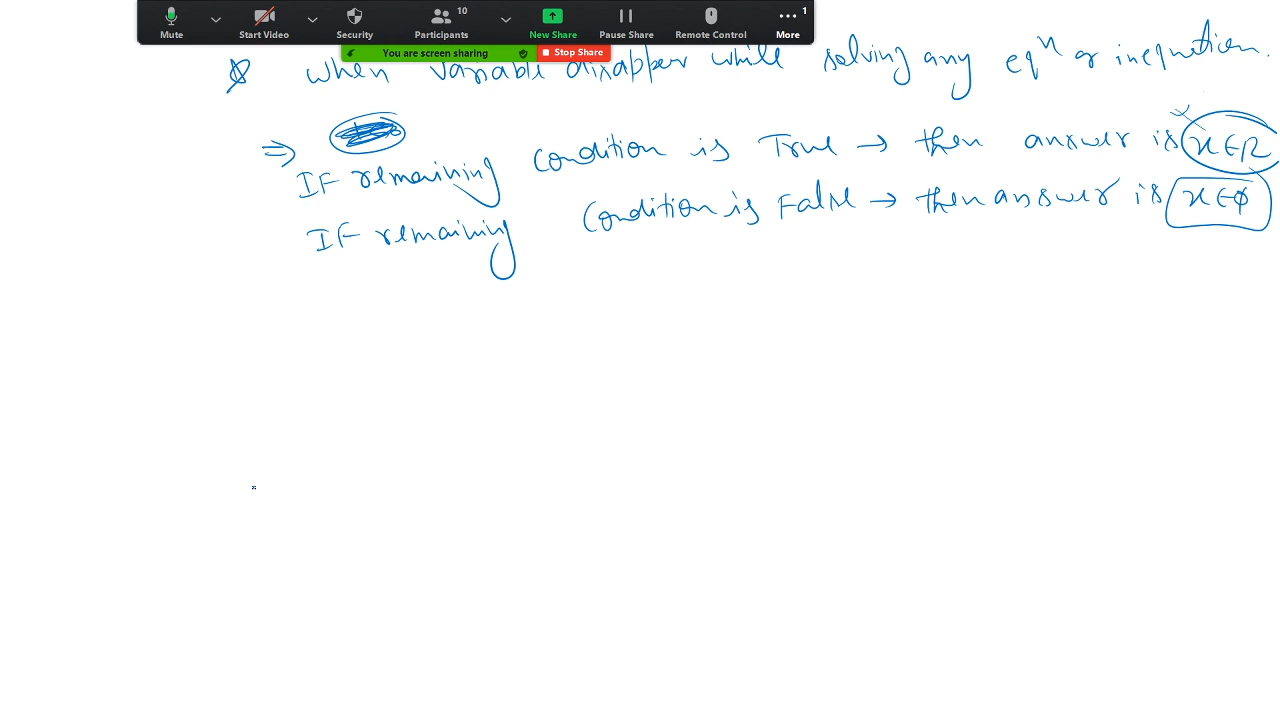 Mute Start Video Security Participants 10 New Share Pause Share Remote Control More 1
You are screen sharing Stop Share
when variable disapper while solving any eqn or inequation.
⇒ IF remaining condition is True → then answer is x∈R
IF remaining condition is False → then answer is x∈ϕ